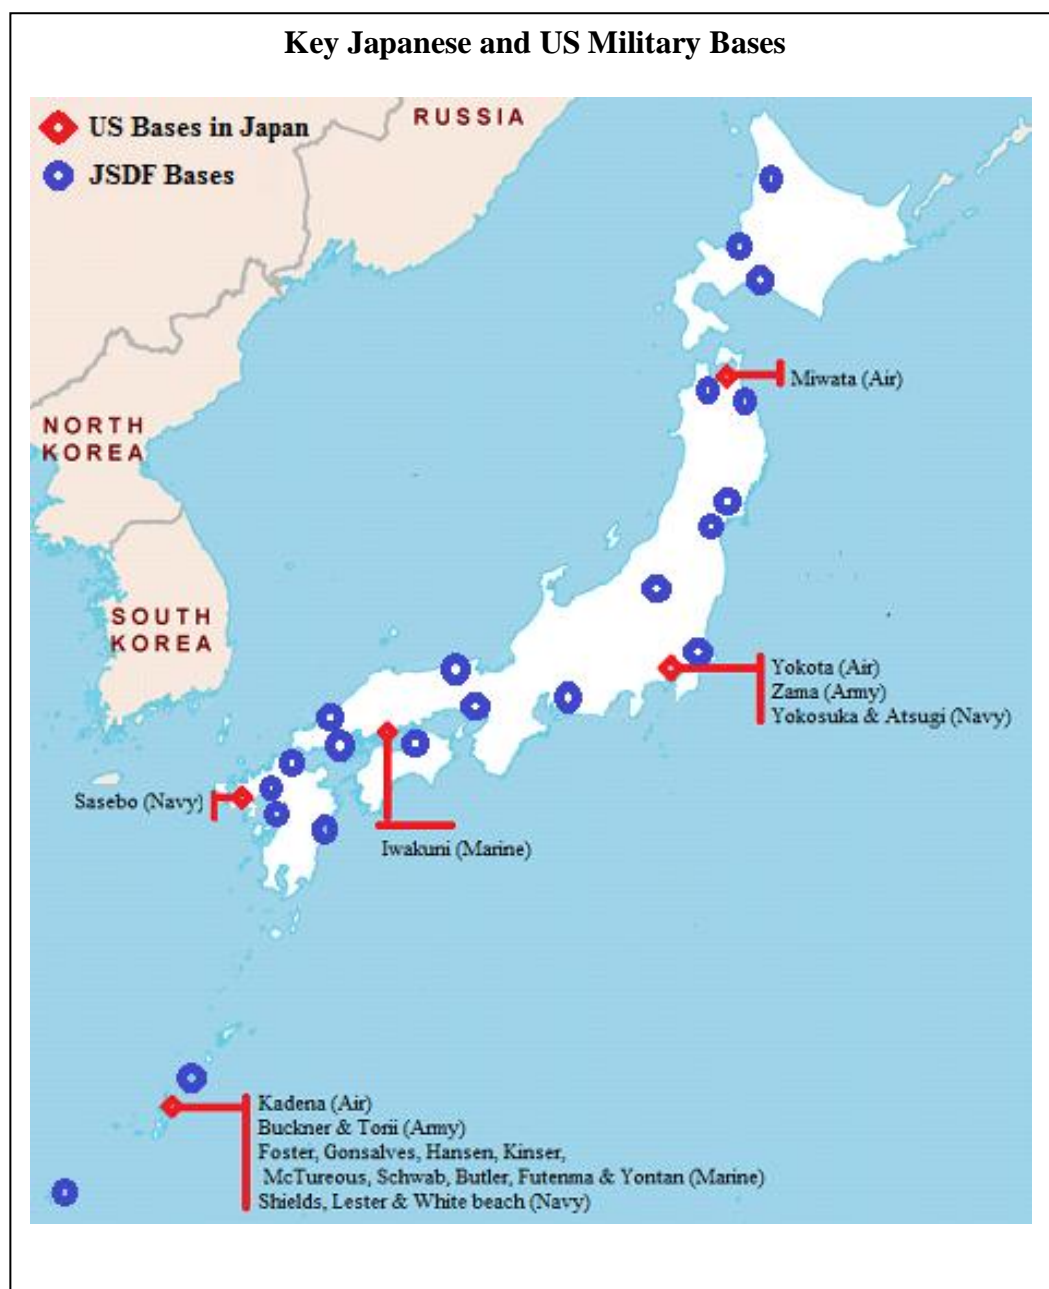 Key Japanese and US Military Bases
US Bases in Japan
JSDF Bases
RUSSIA
Miwata (Air)
NORTH
KOREA
SOUTH
KOREA
Yokota (Air)
Zama (Army)
Yokosuka & Atsugi (Navy)
Sasebo (Navy)
Iwakuni (Marine)
Kadena (Air)
Buckner & Torii (Army)
Foster, Gonsalves, Hansen, Kinser,
McTureous, Schwab, Butler, Futenma & Yontan (Marine)
Shields, Lester & White beach (Navy)